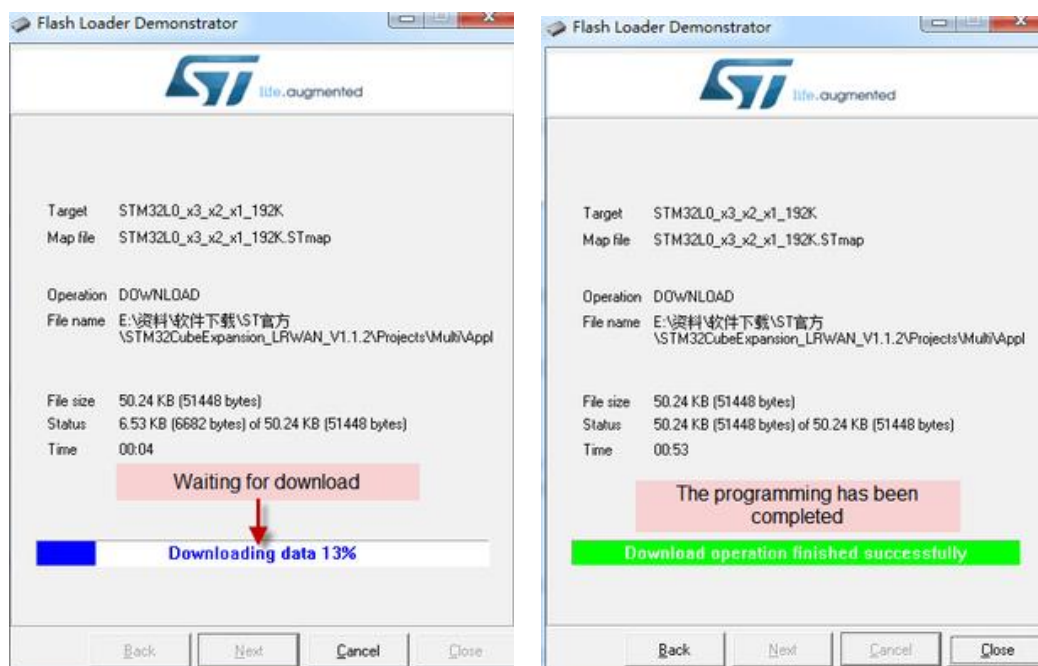 Flash Loader Demonstrator
ST life.augmented
Target STM32L0_x3_x2_x1_192K
Map file STM32L0_x3_x2_x1_192K.STmap
Operation DOWNLOAD
File name E:\资料\软件下载\ST官方
\STM32CubeExpansion_LRWAN_V1.1.2\Projects\Multi\Appl
File size 50.24 KB (51448 bytes)
Status 6.53 KB (6682 bytes) of 50.24 KB (51448 bytes)
Time 00:04
Waiting for download
Downloading data 13%
Back Next Cancel Close
Flash Loader Demonstrator
ST life.augmented
Target STM32L0_x3_x2_x1_192K
Map file STM32L0_x3_x2_x1_192K.STmap
Operation DOWNLOAD
File name E:\资料\软件下载\ST官方
\STM32CubeExpansion_LRWAN_V1.1.2\Projects\Multi\Appl
File size 50.24 KB (51448 bytes)
Status 50.24 KB (51448 bytes) of 50.24 KB (51448 bytes)
Time 00:53
The programming has been
completed
Download operation finished successfully
Back Next Cancel Close